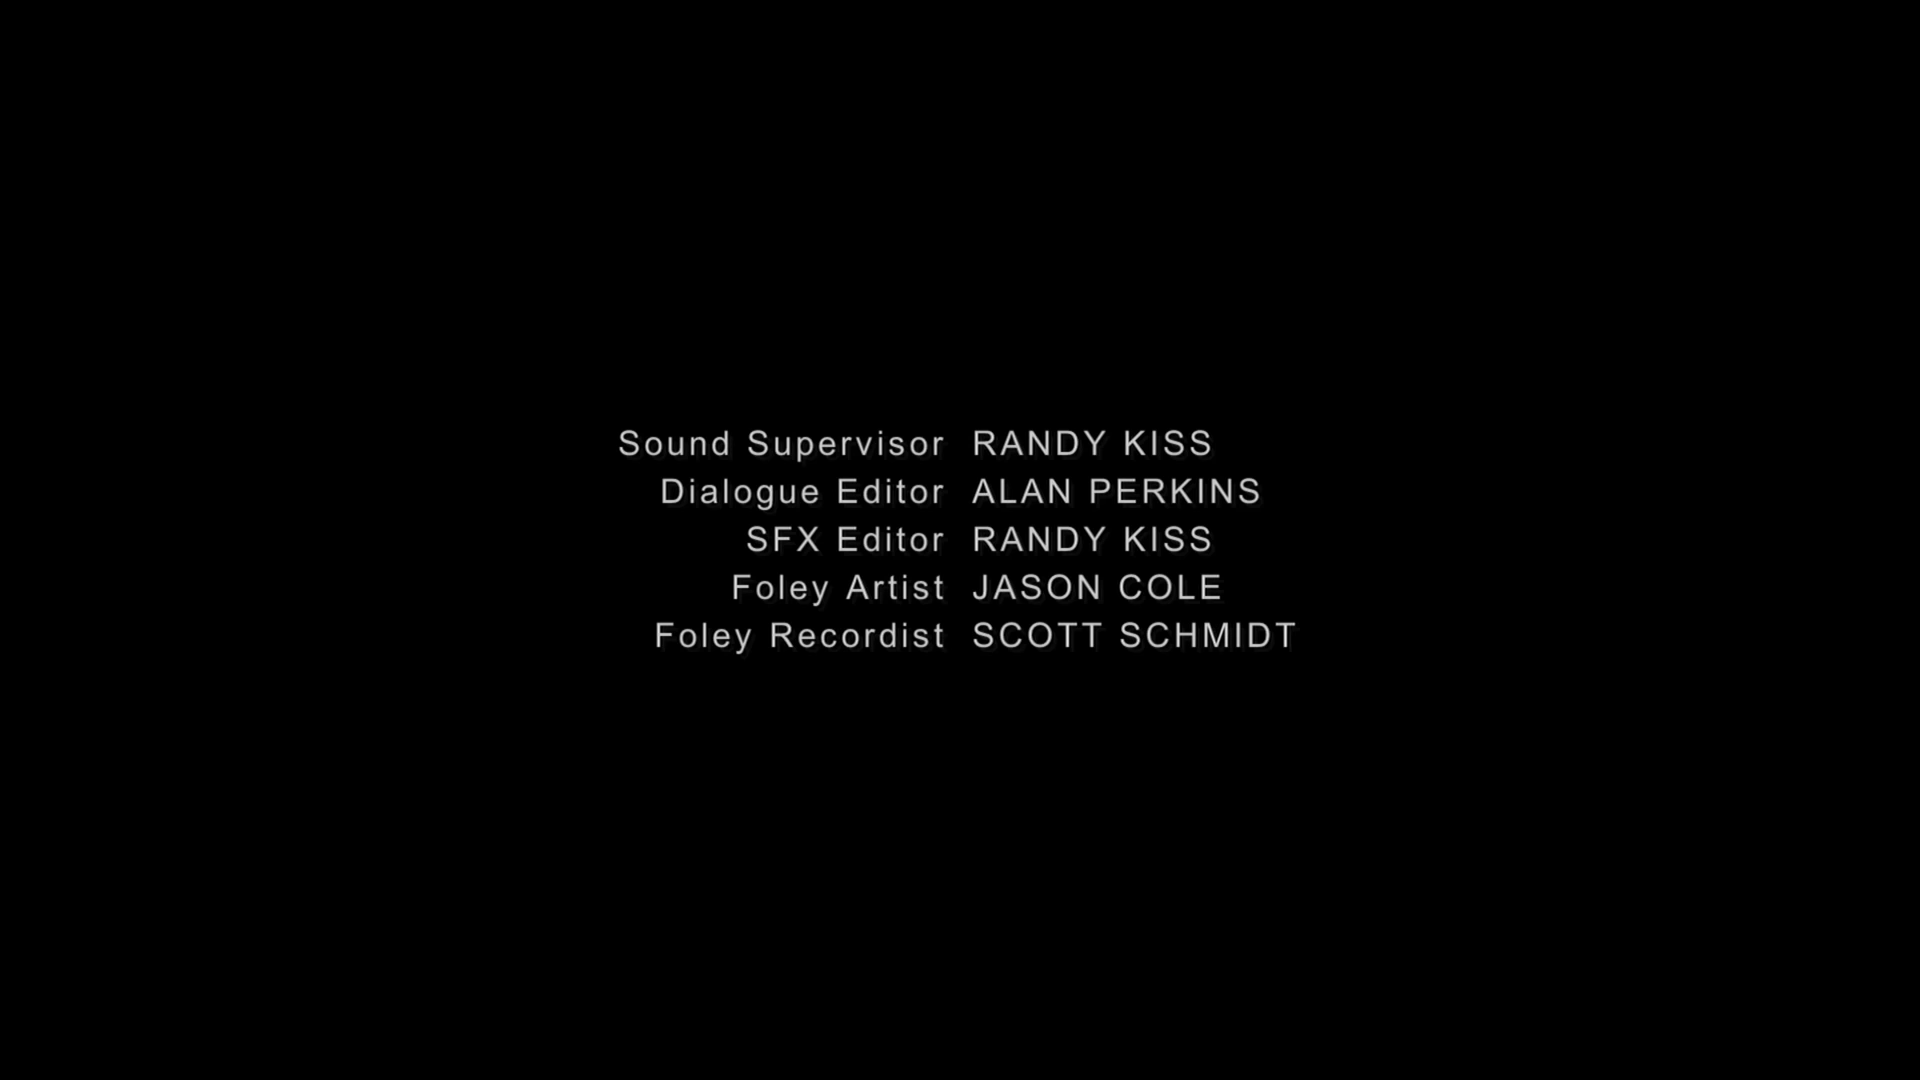 Sound Supervisor RANDY KISS
Dialogue Editor ALAN PERKINS
SFX Editor RANDY KISS
Foley Artist JASON COLE
Foley Recordist SCOTT SCHMIDT